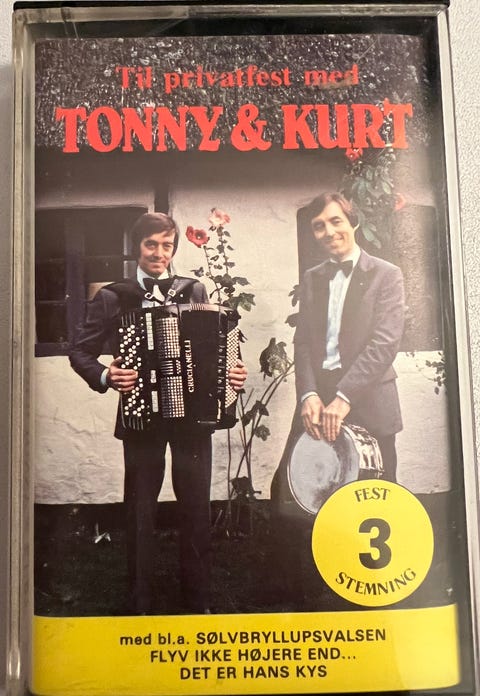 Til privatfest med
TONNY & KURT
CRUCIANELLI
FEST
3
STEMNING
med bl.a. SØLVBRYLLUPSVALSEN
FLYV IKKE HØJERE END...
DET ER HANS KYS